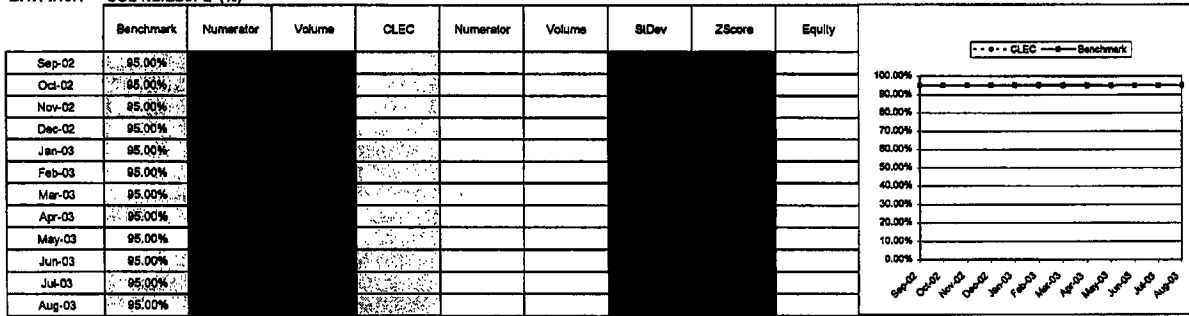 Benchmark Numerator Volume CLEC Numerator Volume StDev ZScore Equity
Sep-02 95.00%
Oct-02 95.00%
Nov-02 95.00%
Dec-02 95.00%
Jan-03 95.00%
Feb-03 95.00%
Mar-03 95.00%
Apr-03 95.00%
May-03 95.00%
Jun-03 95.00%
Jul-03 95.00%
Aug-03 95.00%
CLEC Benchmark
100.00%
90.00%
80.00%
70.00%
60.00%
50.00%
40.00%
30.00%
20.00%
10.00%
0.00%
Sep-02 Oct-02 Nov-02 Dec-02 Jan-03 Feb-03 Mar-03 Apr-03 May-03 Jun-03 Jul-03 Aug-03